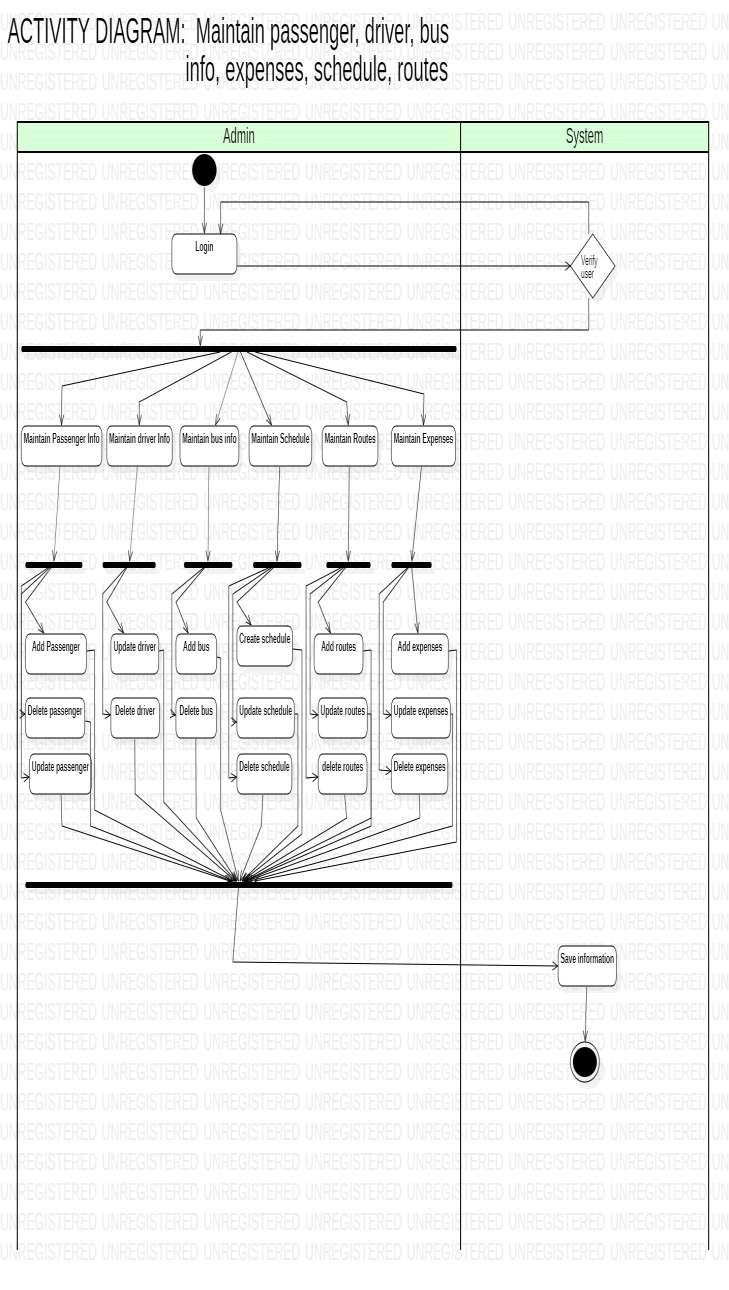 ACTIVITY DIAGRAM: Maintain passenger, driver, bus
info, expenses, schedule, routes
Admin System
Login
Verify
user
Maintain Passenger Info Maintain driver Info Maintain bus info Maintain Schedule Maintain Routes Maintain Expenses
Add Passenger Update driver Add bus Create schedule Add routes Add expenses
Delete passenger Delete driver Delete bus Update schedule Update routes Update expenses
Update passenger Delete schedule delete routes Delete expenses
Save information
UNREGISTERED